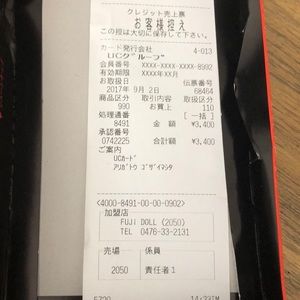 クレジット売上票
お客様控え
この控は大切に保存して下さい。
カード発行会社 4-013
UCグループ
会員番号 XXXX-XXXX-XXXX-8992
有効期限 XXXX年XX月
お取扱日 伝票番号
2017年 9月 2日 68464
商品区分 取引内容 取扱区分
990 お買上 110
処理通番 [一括]
8491 金額 ¥3,400
承認番号
0742225 合計額 ¥3,400
ご案内
UCカード
アリガトウ ゴザイマシタ
<4000-8491-00-00-0902>
加盟店
FUJI DOLL (2050)
TEL 0476-33-2131
売場 係員
2050 責任者1